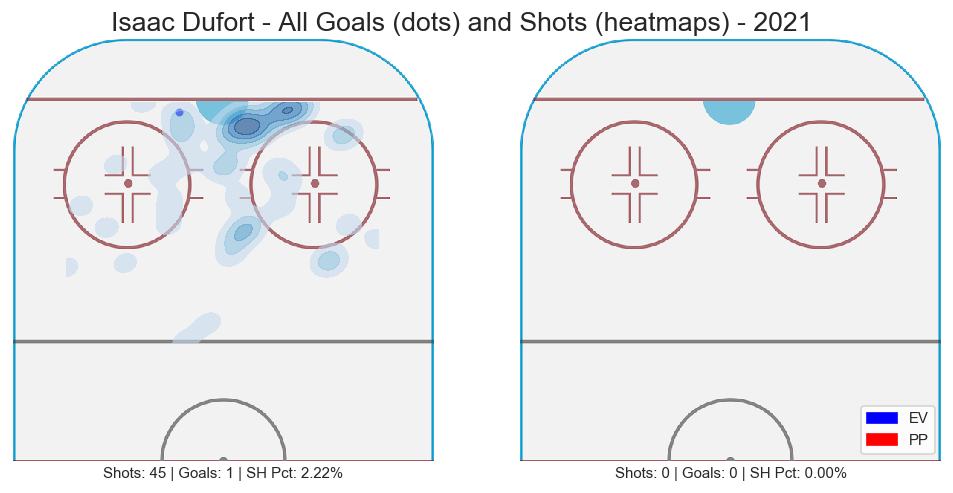 Isaac Dufort - All Goals (dots) and Shots (heatmaps) - 2021
EV
PP
Shots: 45 | Goals: 1 | SH Pct: 2.22%
Shots: 0 | Goals: 0 | SH Pct: 0.00%